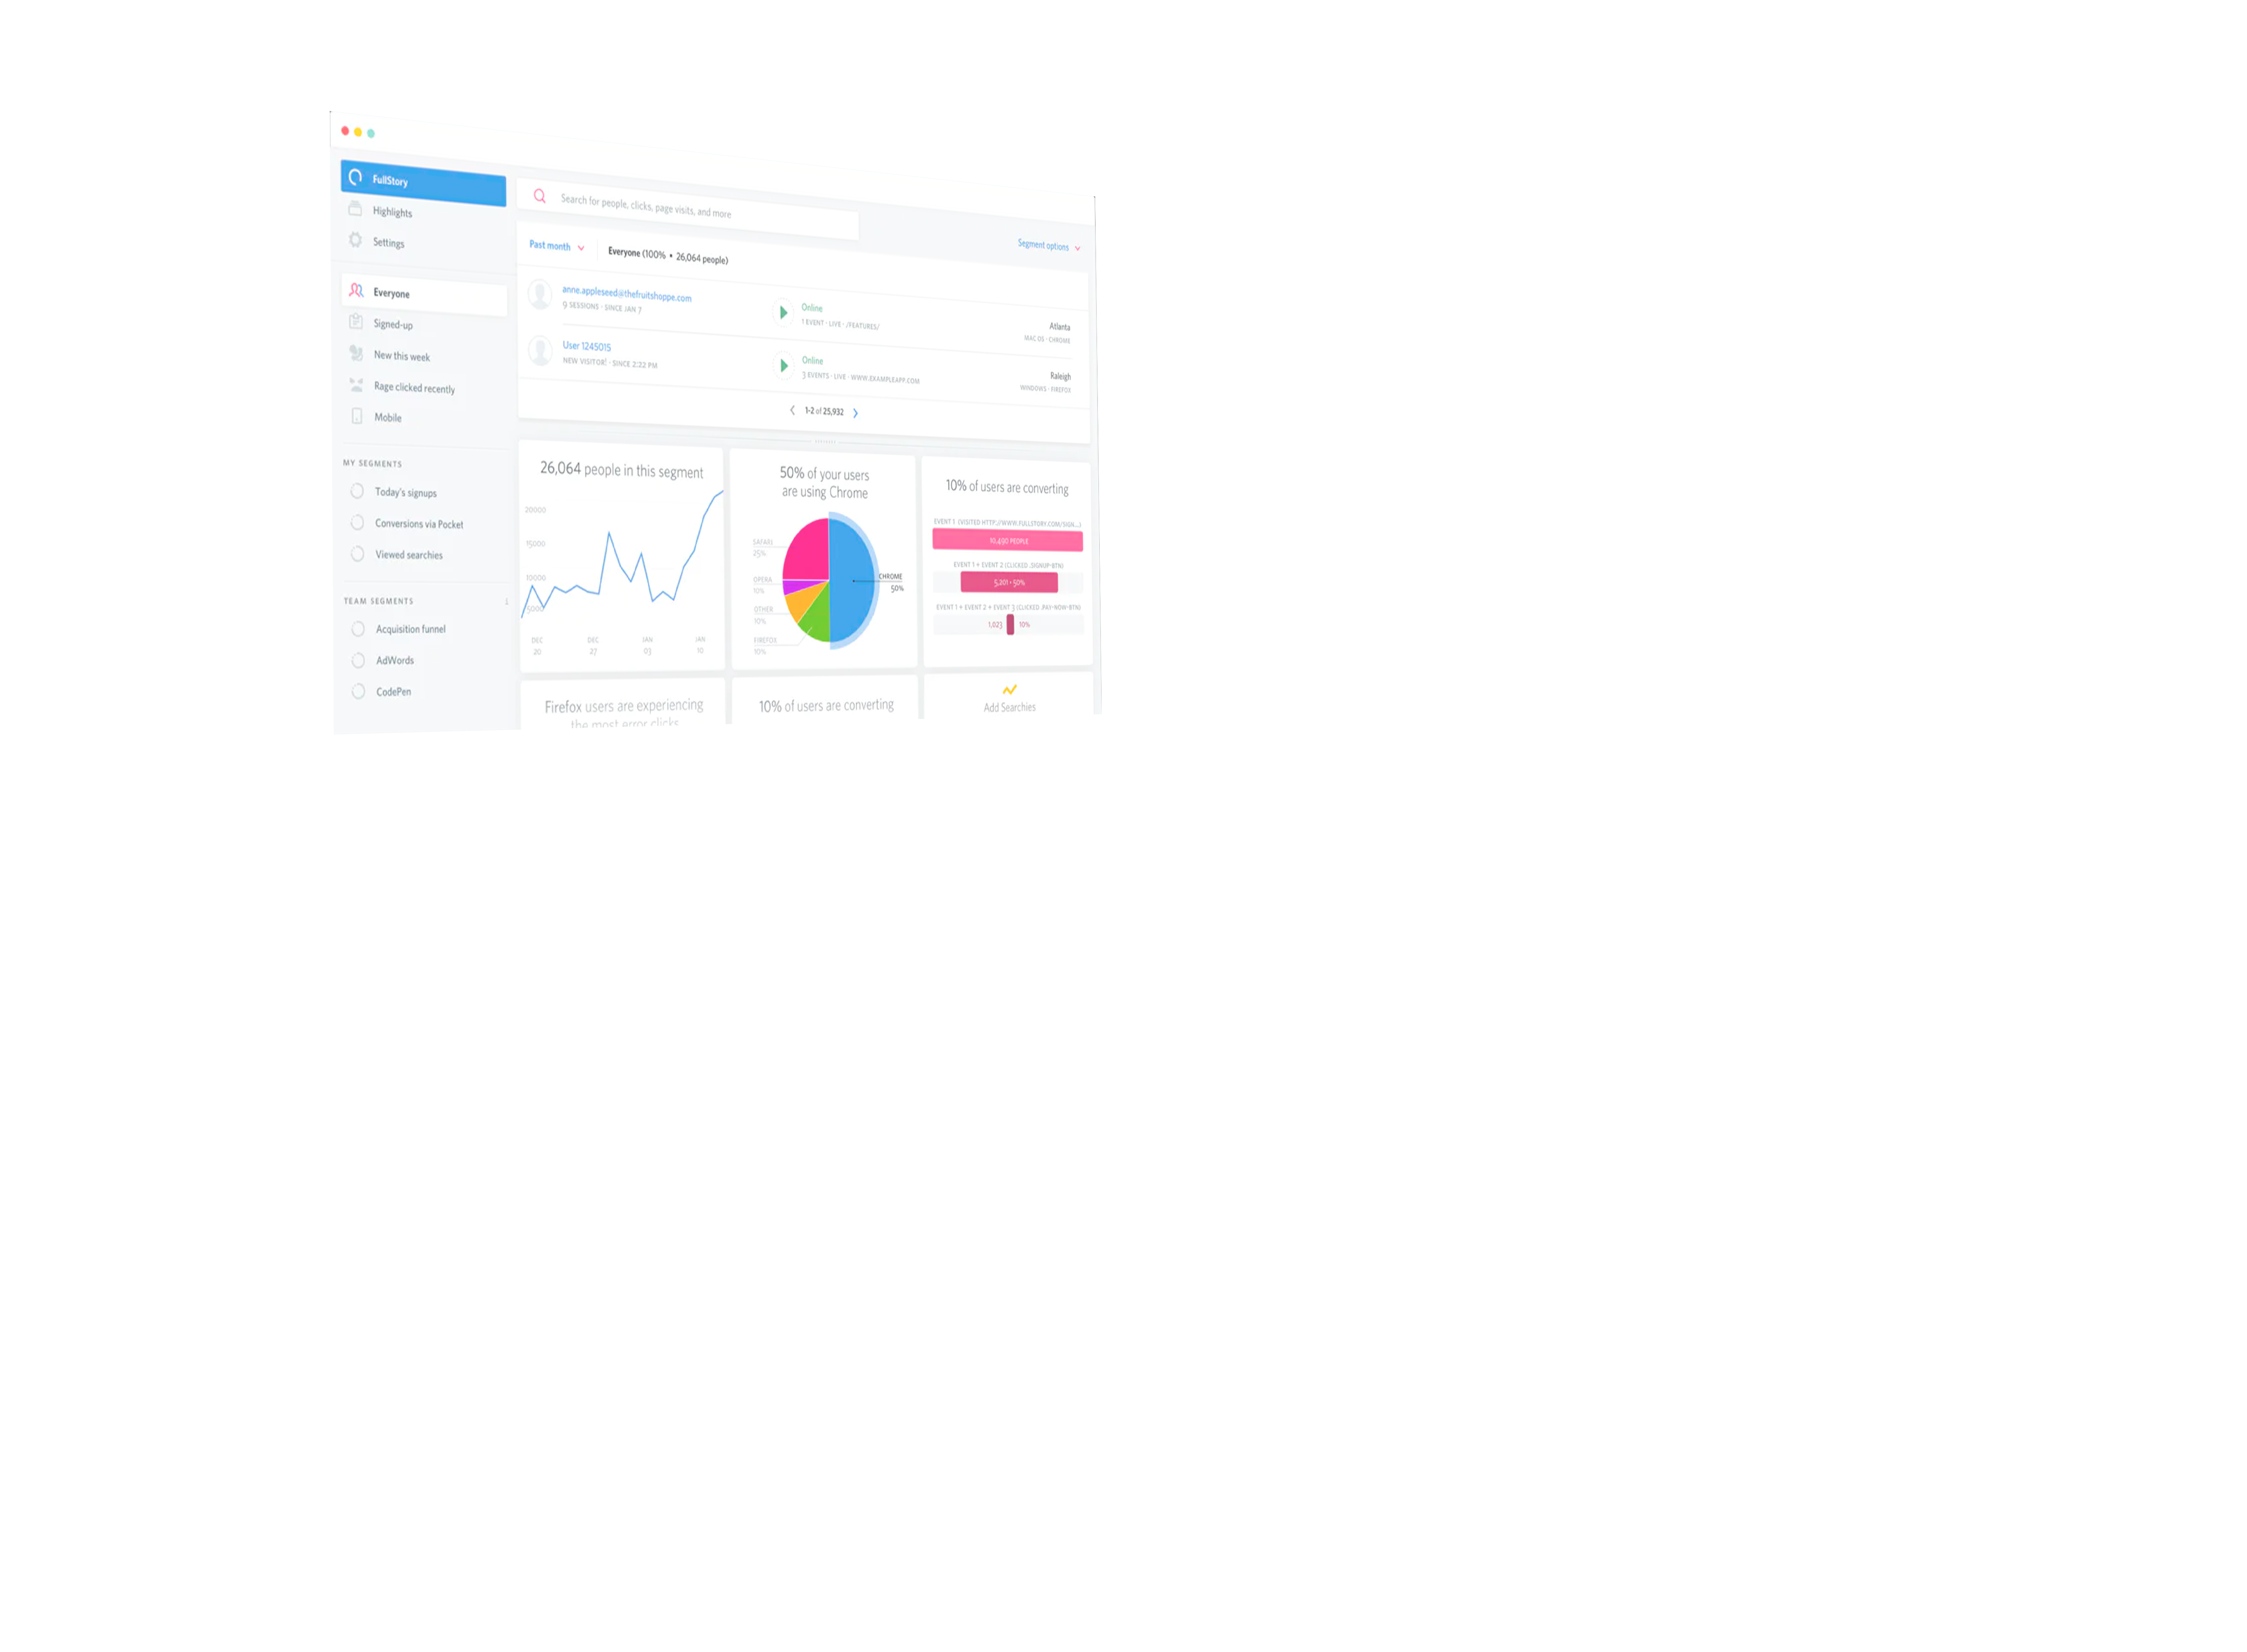 FullStory
Highlights
Settings
Everyone
Signed-up
New this week
Rage clicked recently
Mobile
MY SEGMENTS
Today's signups
Conversions via Pocket
Viewed searchies
TEAM SEGMENTS
Acquisition funnel
AdWords
CodePen
Search for people, clicks, page visits, and more
Segment options
Past month
Everyone (100% • 26,064 people)
anne.appleseed@thefruitshoppe.com
9 SESSIONS · SINCE JAN 7
Online
1 EVENT · LIVE · /FEATURES/
Atlanta
MAC OS · CHROME
User 1245015
NEW VISITOR! · SINCE 2:22 PM
Online
3 EVENTS · LIVE · WWW.EXAMPLEAPP.COM
Raleigh
WINDOWS · FIREFOX
1-2 of 25,932
26,064 people in this segment
20000
15000
10000
5000
DEC 20
DEC 27
JAN 03
JAN 10
50% of your users
are using Chrome
SAFARI
25%
OPERA
10%
OTHER
10%
FIREFOX
10%
CHROME
50%
10% of users are converting
EVENT 1 (VISITED HTTP://WWW.FULLSTORY.COM/SIGN...)
10,490 PEOPLE
EVENT 1 + EVENT 2 (CLICKED .SIGNUP-BTN)
5,201 • 50%
EVENT 1 + EVENT 2 + EVENT 3 (CLICKED .PAY-NOW-BTN)
1,023
10%
Firefox users are experiencing
the most error clicks
10% of users are converting
Add Searchies